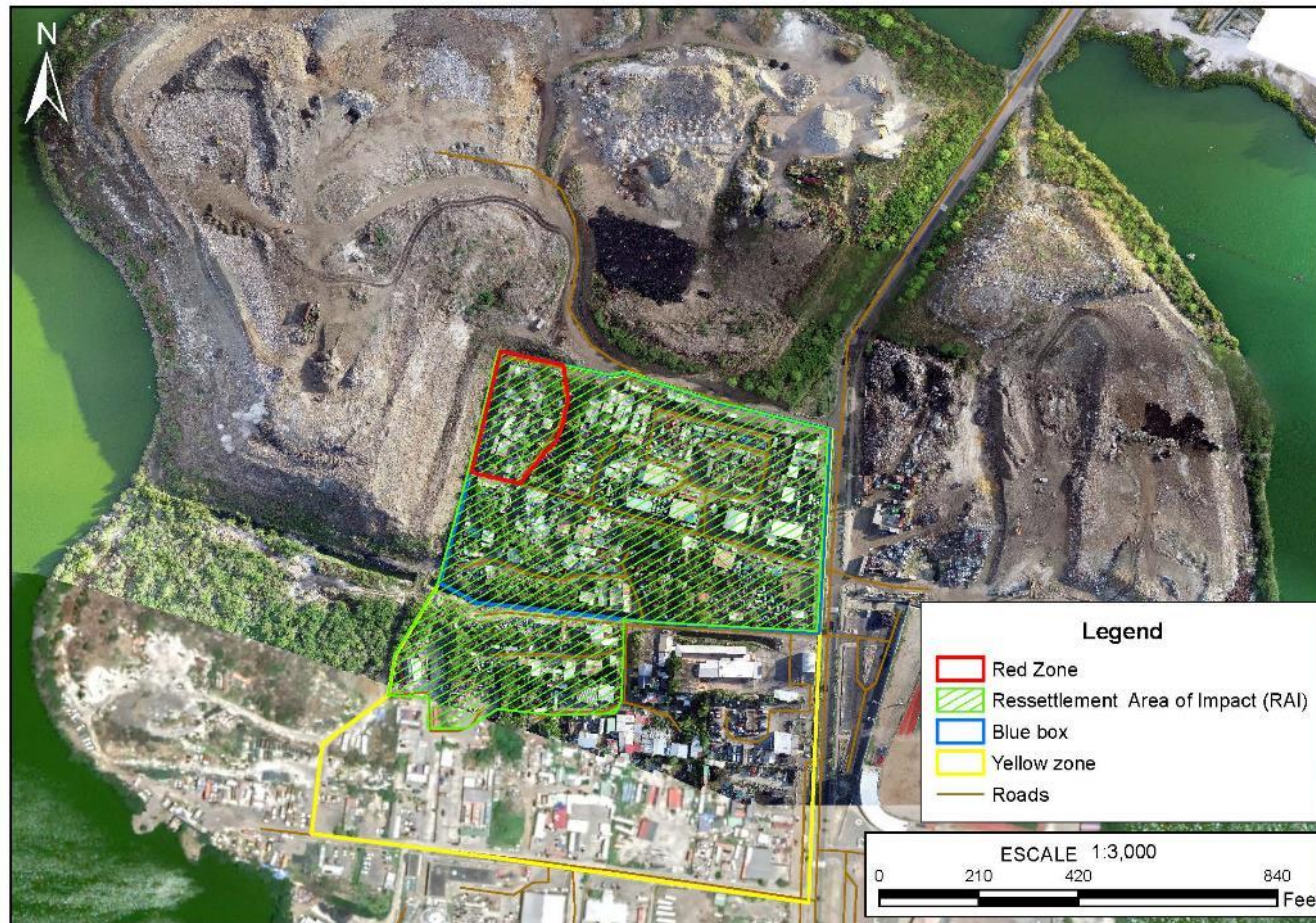 N
Legend
Red Zone
Ressettlement Area of Impact (RAI)
Blue box
Yellow zone
Roads
ESCALE 1:3,000
0 210 420 840
Fee